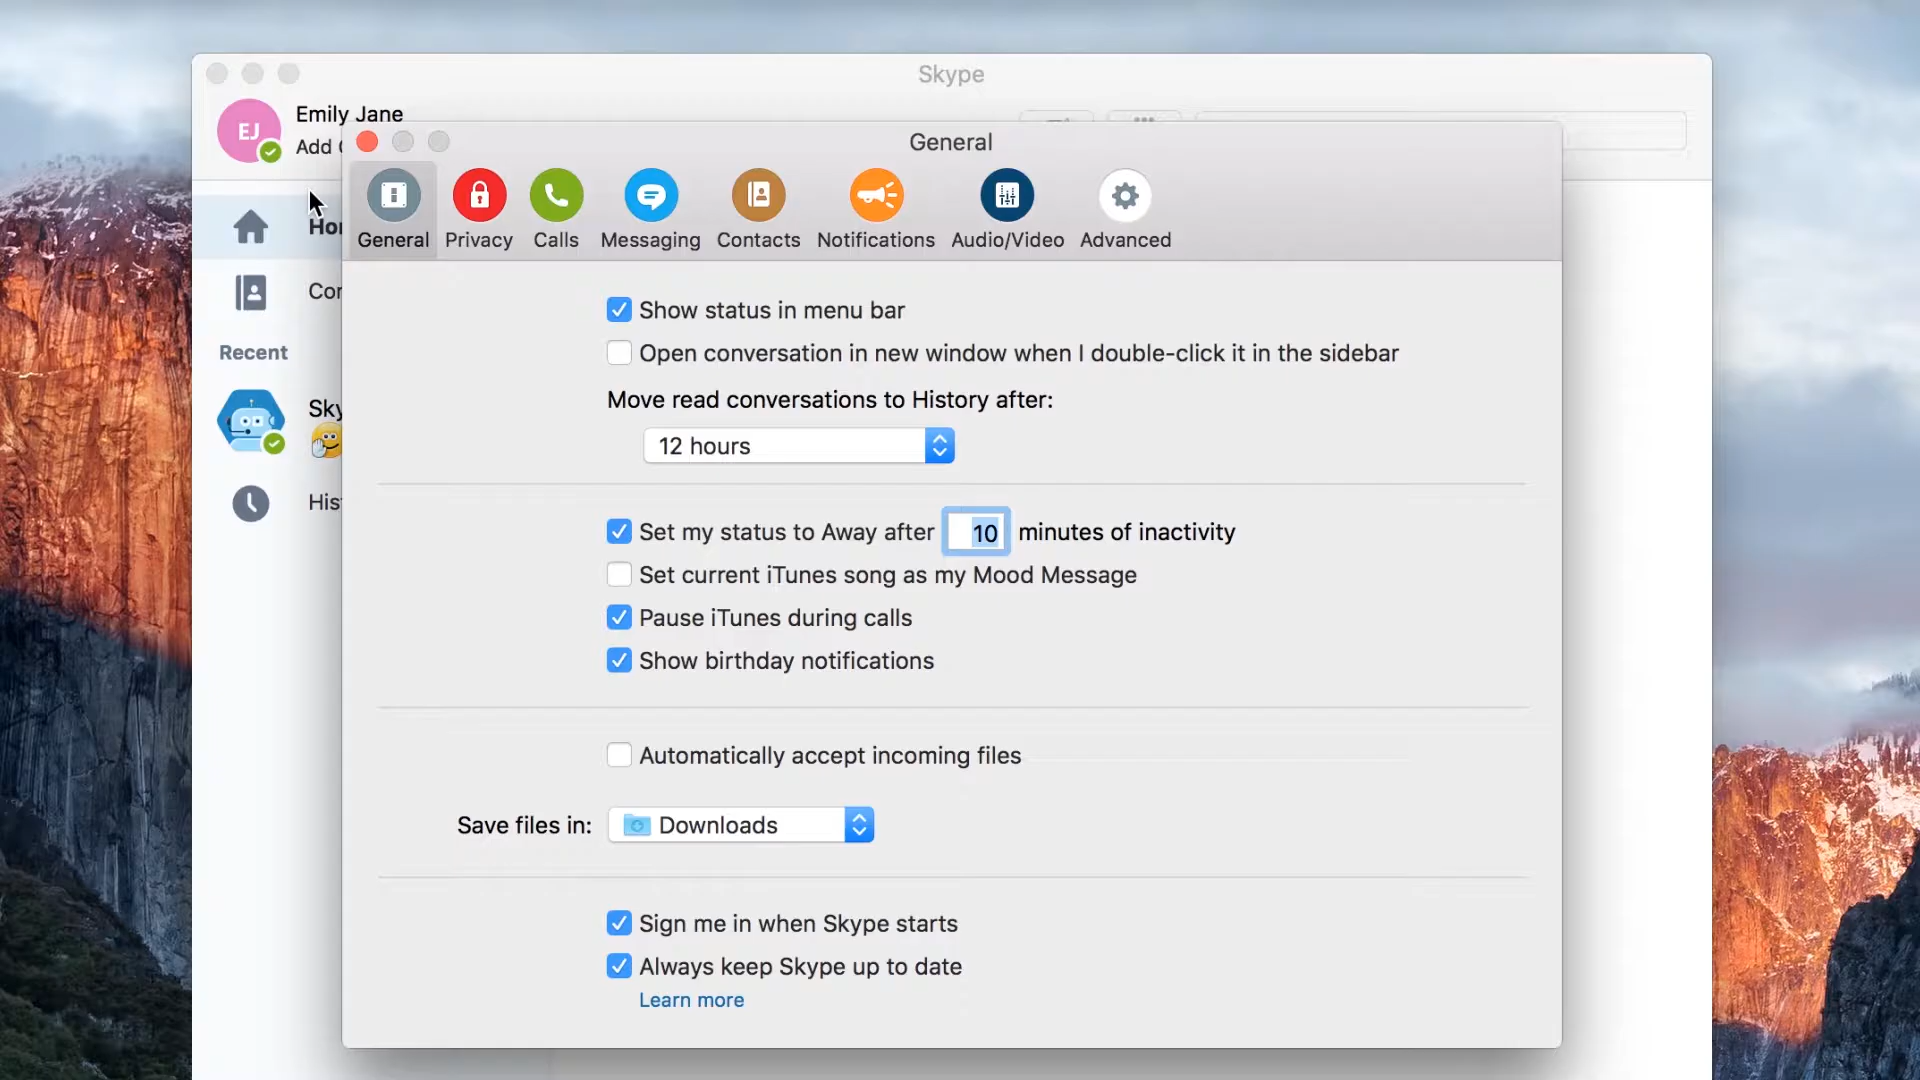 Skype
EJ
Emily Jane
Add
General
General
Privacy
Calls
Messaging
Contacts
Notifications
Audio/Video
Advanced
Show status in menu bar
Open conversation in new window when I double-click it in the sidebar
Recent
Move read conversations to History after:
12 hours
Set my status to Away after 10 minutes of inactivity
Set current iTunes song as my Mood Message
Pause iTunes during calls
Show birthday notifications
Automatically accept incoming files
Save files in: Downloads
Sign me in when Skype starts
Always keep Skype up to date
Learn more